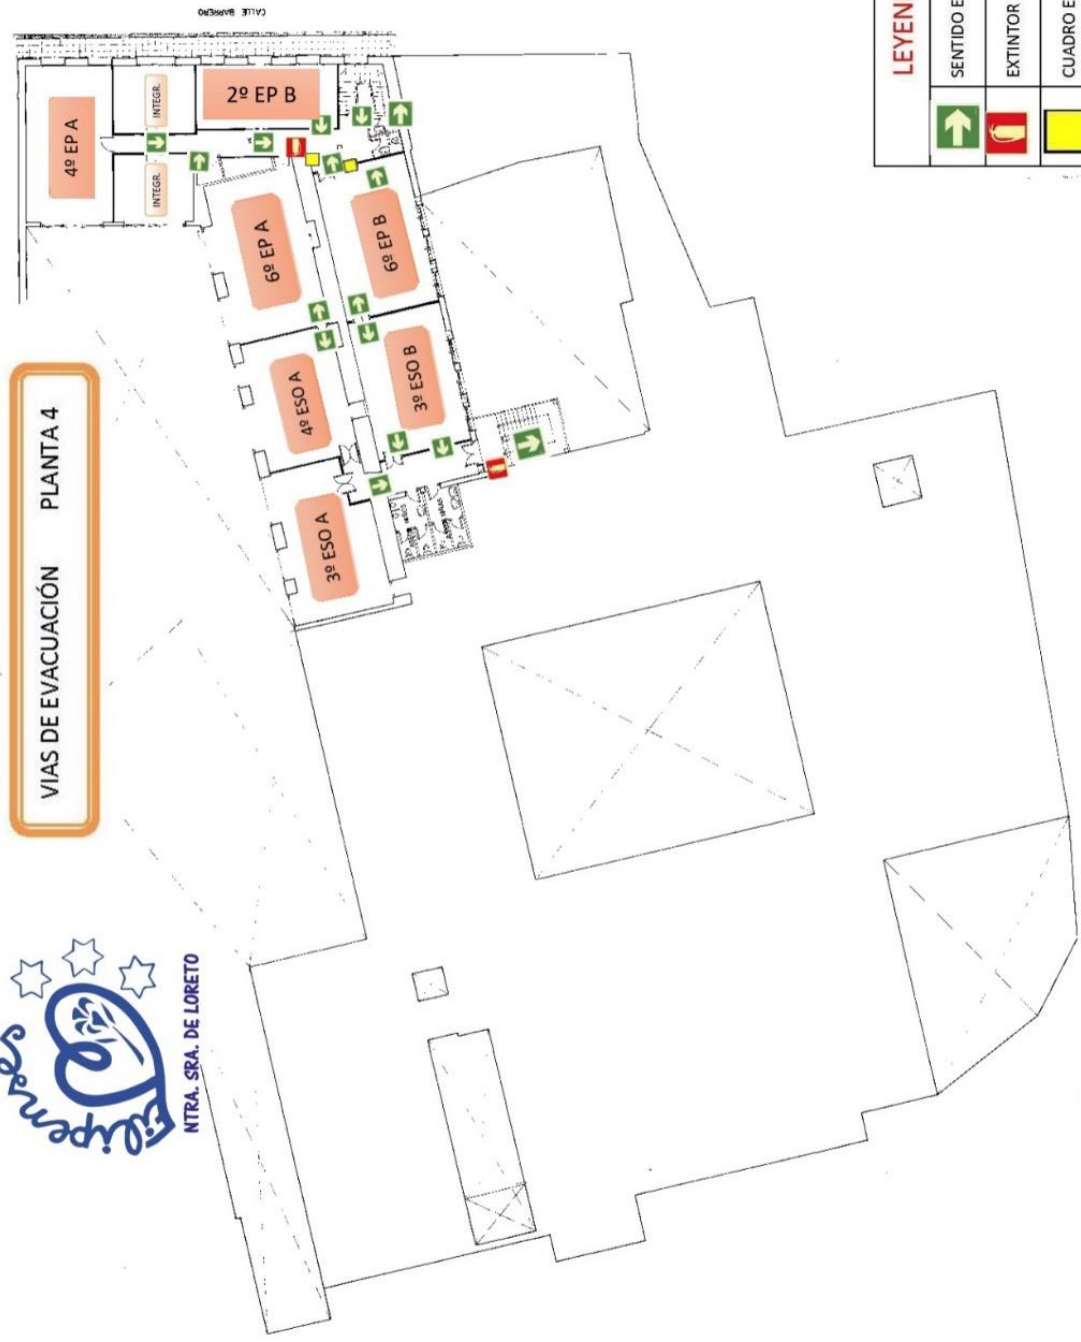 CALLE BARRERO
VIAS DE EVACUACIÓN PLANTA 4
4º EP A
INTEGR.
INTEGR.
2º EP B
6º EP A
6º EP B
4º ESO A
3º ESO B
3º ESO A
Filipense
NTRA. SRA. DE LORETO
LEYEN
SENTIDO E
EXTINTOR
CUADRO E